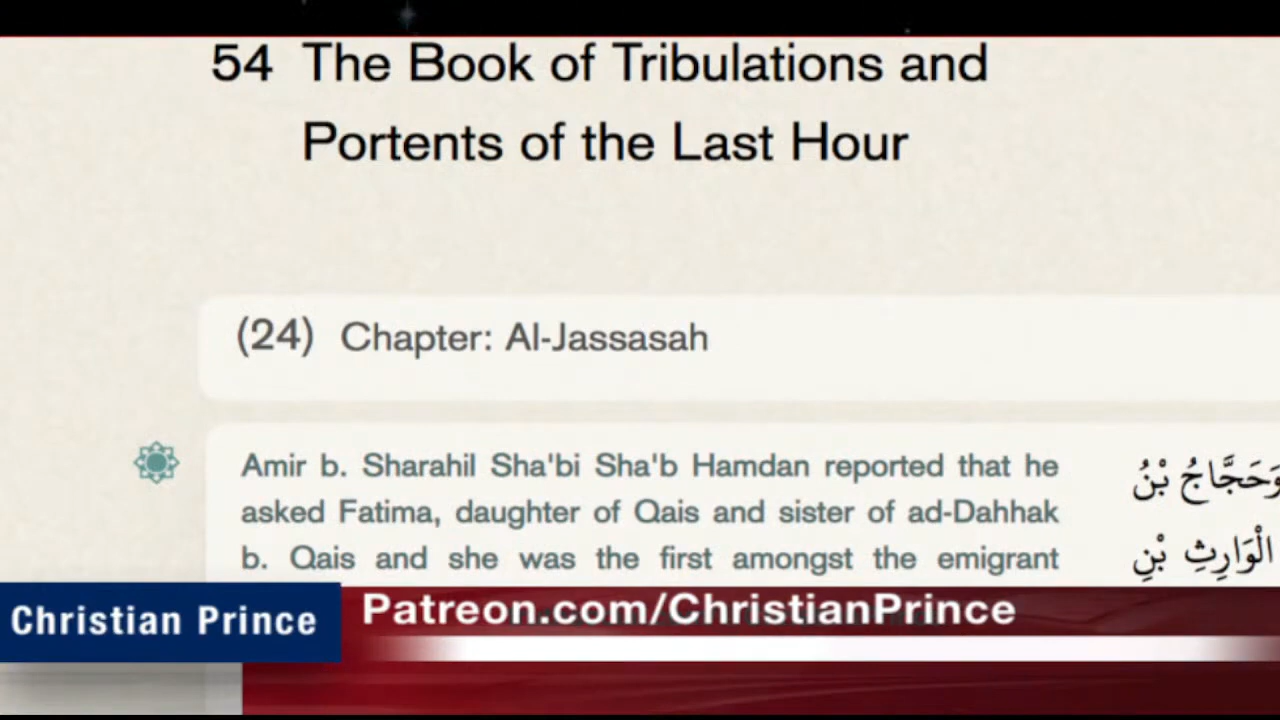 54 The Book of Tribulations and
Portents of the Last Hour
(24) Chapter: Al-Jassasah
Amir b. Sharahil Sha'bi Sha'b Hamdan reported that he
asked Fatima, daughter of Qais and sister of ad-Dahhak
b. Qais and she was the first amongst the emigrant
وَحَجَّاجُ بْنُ
الْوَارِثِ بْنِ
Christian Prince
Patreon.com/ChristianPrince